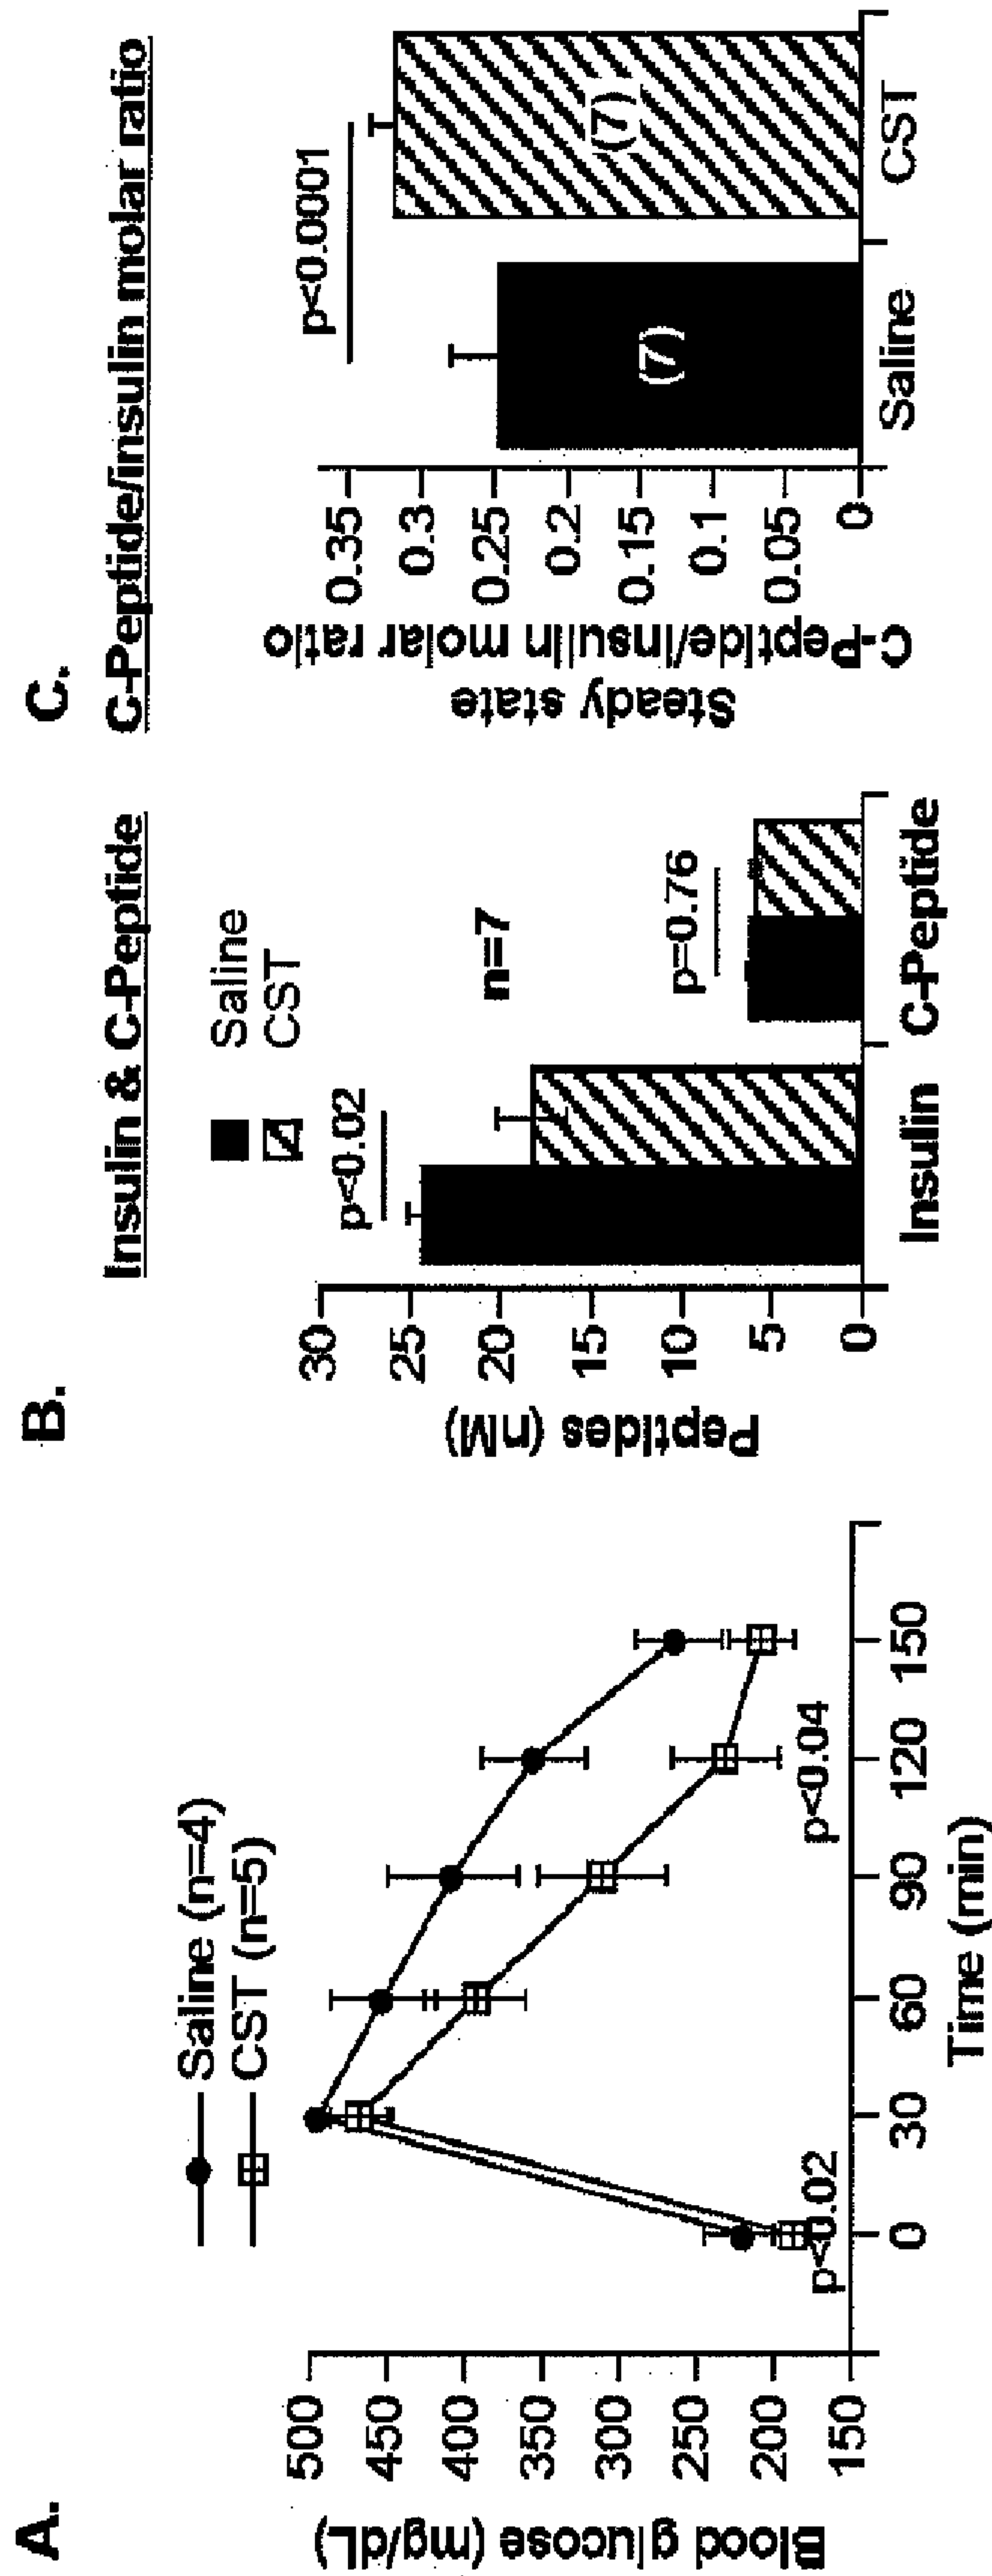 A.
Saline (n=4)
CST (n=5)
Blood glucose (mg/dL)
500
450
400
350
300
250
200
150
p<0.02
p<0.04
0
30
60
90
120
150
Time (min)
B.
Insulin & C-Peptide
Saline
CST
Peptides (nM)
30
25
20
15
10
5
0
p<0.02
n=7
p=0.76
Insulin
C-Peptide
C.
C-Peptide/insulin molar ratio
Steady state
C-Peptide/insulin molar ratio
0.35
0.3
0.25
0.2
0.15
0.1
0.05
0
p<0.0001
(7)
(7)
Saline
CST